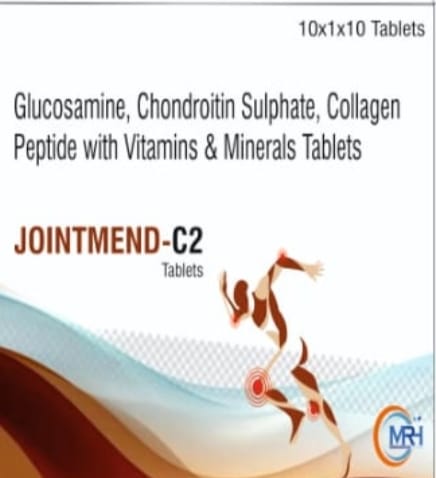 10x1x10 Tablets
Glucosamine, Chondroitin Sulphate, Collagen
Peptide with Vitamins & Minerals Tablets
JOINTMEND-C2
Tablets
MRH